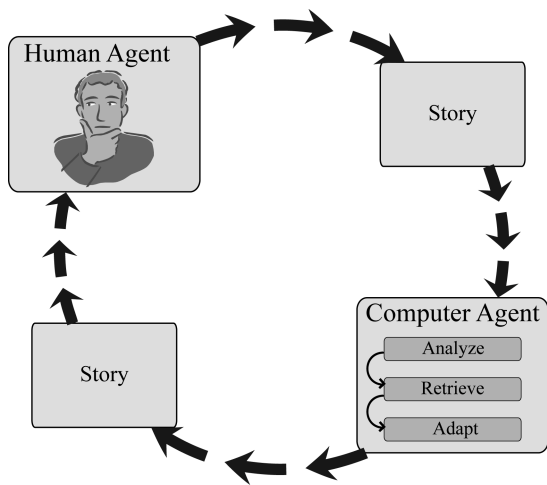 Human Agent
Story
Computer Agent
Analyze
Retrieve
Adapt
Story